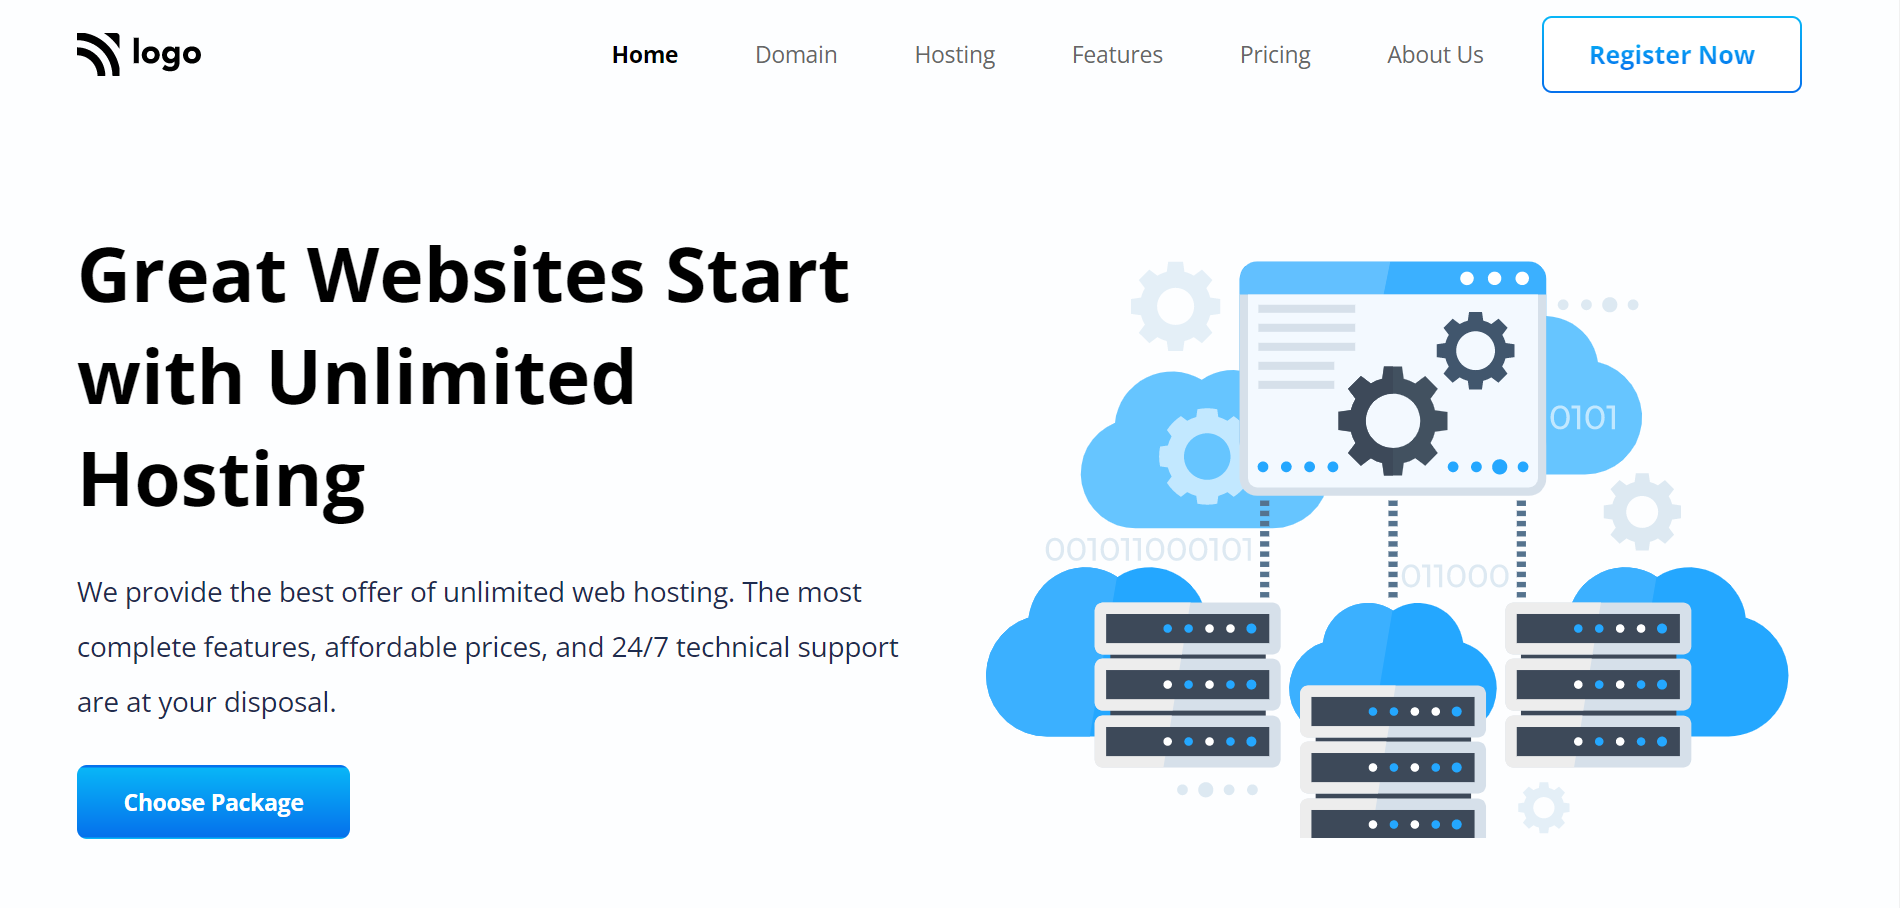 logo
Home
Domain
Hosting
Features
Pricing
About Us
Register Now
Great Websites Start
with Unlimited
Hosting
We provide the best offer of unlimited web hosting. The most
complete features, affordable prices, and 24/7 technical support
are at your disposal.
Choose Package
0101
001011000101
011000